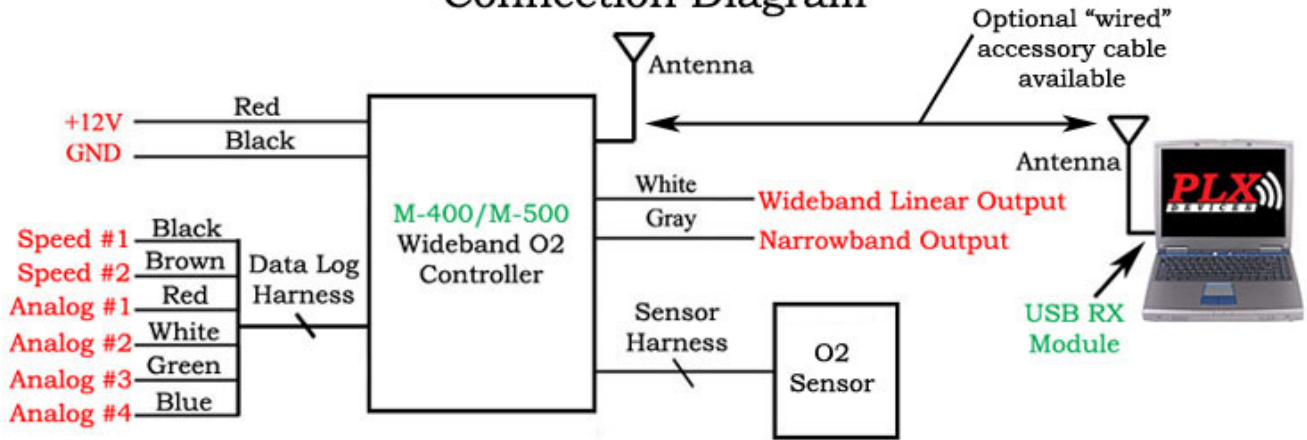 Connection Diagram
Optional “wired”
accessory cable
available
Antenna
+12V
Red
GND
Black
Antenna
M-400/M-500
Wideband O2
Controller
White
Wideband Linear Output
Gray
Narrowband Output
PLX
DEVICES
Speed #1
Black
Speed #2
Brown
Analog #1
Red
Analog #2
White
Analog #3
Green
Analog #4
Blue
Data Log
Harness
Sensor
Harness
O2
Sensor
USB RX
Module